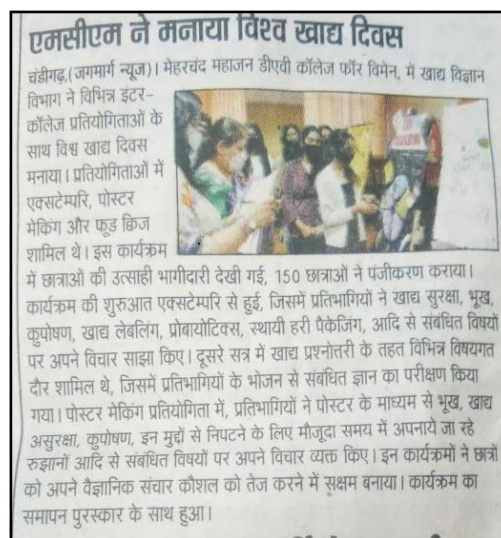 एमसीएम ने मनाया विश्व खाद्य दिवस
चंडीगढ़,(जगमार्ग न्यूज)। मेहरचंद महाजन डीएवी कॉलेज फॉर विमेन, में खाद्य विज्ञान
विभाग ने विभिन्न इंटर-
कॉलेज प्रतियोगिताओं के
साथ विश्व खाद्य दिवस
मनाया। प्रतियोगिताओं में
एक्सटेम्परि, पोस्टर
मेकिंग और फूड क्विज
शामिल थे। इस कार्यक्रम
में छात्राओं की उत्साही भागीदारी देखी गई, 150 छात्राओं ने पंजीकरण कराया।
कार्यक्रम की शुरुआत एक्सटेम्परि से हुई, जिसमें प्रतिभागियों ने खाद्य सुरक्षा, भूख,
कुपोषण, खाद्य लेबलिंग, प्रोबायोटिक्स, स्थायी हरी पैकेजिंग, आदि से संबंधित विषयों
पर अपने विचार साझा किए। दूसरे सत्र में खाद्य प्रश्नोतरी के तहत विभिन्न विषयगत
दौर शामिल थे, जिसमें प्रतिभागियों के भोजन से संबंधित ज्ञान का परीक्षण किया
गया। पोस्टर मेकिंग प्रतियोगिता में, प्रतिभागियों ने पोस्टर के माध्यम से भूख, खाद्य
असुरक्षा, कुपोषण, इन मुद्दों से निपटने के लिए मौजूदा समय में अपनाये जा रहे
रुझानों आदि से संबंधित विषयों पर अपने विचार व्यक्त किए। इन कार्यक्रमों ने छात्रों
को अपने वैज्ञानिक संचार कौशल को तेज करने में सक्षम बनाया। कार्यक्रम का
समापन पुरस्कार के साथ हुआ।